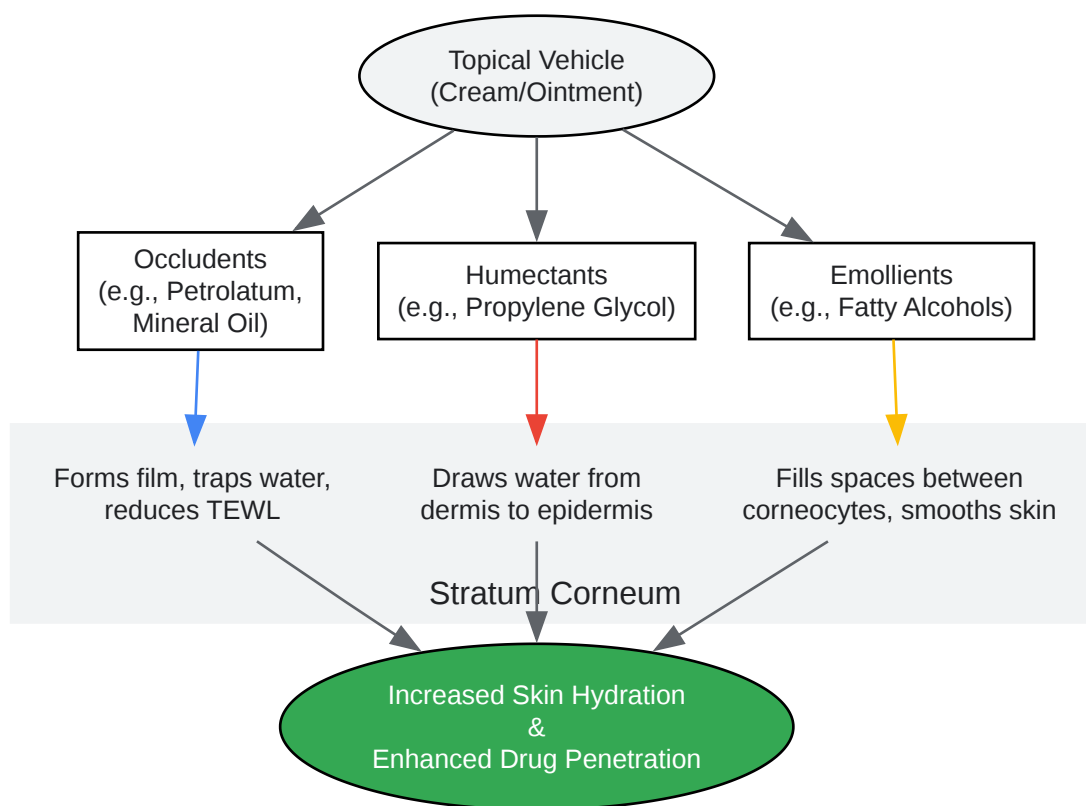 Topical Vehicle
(Cream/Ointment)
Occludents
(e.g., Petrolatum,
Mineral Oil)
Humectants
(e.g., Propylene Glycol)
Emollients
(e.g., Fatty Alcohols)
Forms film, traps water,
reduces TEWL
Draws water from
dermis to epidermis
Fills spaces between
corneocytes, smooths skin
Stratum Corneum
Increased Skin Hydration
&
Enhanced Drug Penetration